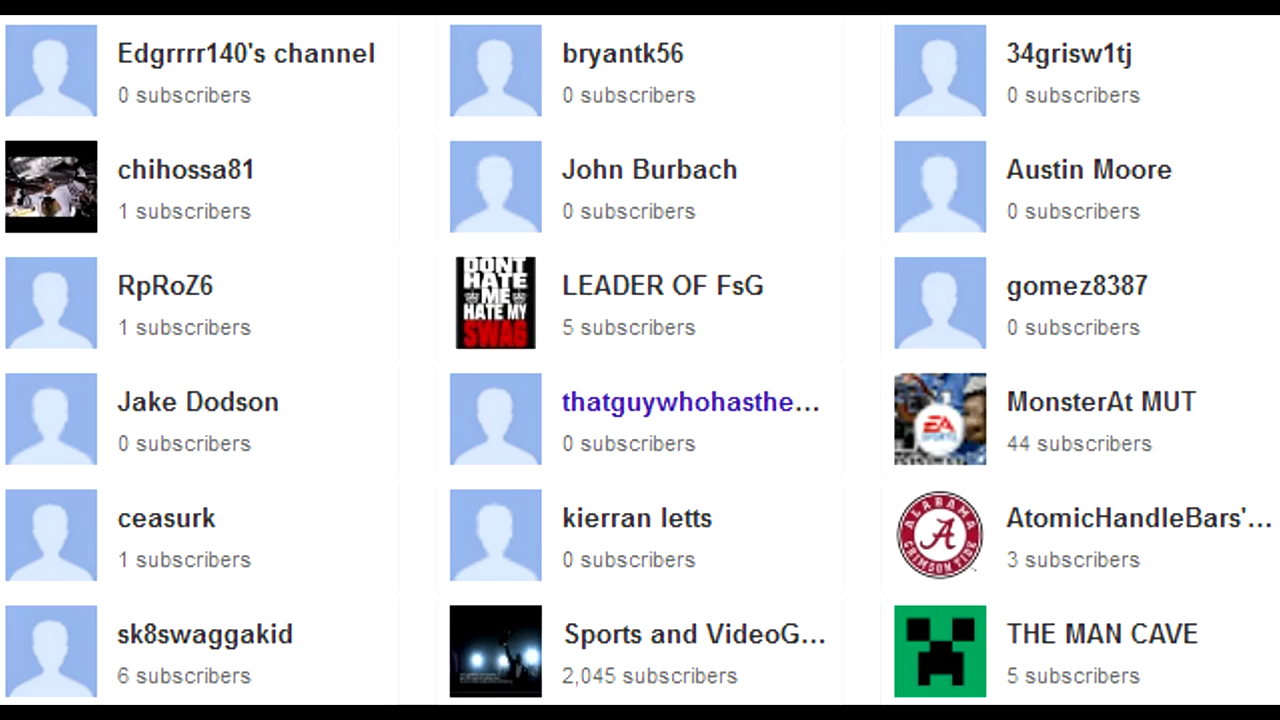 Edgrrrr140's channel
0 subscribers
bryantk56
0 subscribers
34grisw1tj
0 subscribers
chihossa81
1 subscribers
John Burbach
0 subscribers
Austin Moore
0 subscribers
RpRoZ6
1 subscribers
DONT
HATE
ME
HATE MY
SWAG
LEADER OF FsG
5 subscribers
gomez8387
0 subscribers
Jake Dodson
0 subscribers
thatguywhohasthe...
0 subscribers
EA
SPORTS
MonsterAt MUT
44 subscribers
ceasurk
1 subscribers
kierran letts
0 subscribers
ALABAMA
A
CRIMSON TIDE
AtomicHandleBars'...
3 subscribers
sk8swaggakid
6 subscribers
Sports and VideoG...
2,045 subscribers
THE MAN CAVE
5 subscribers